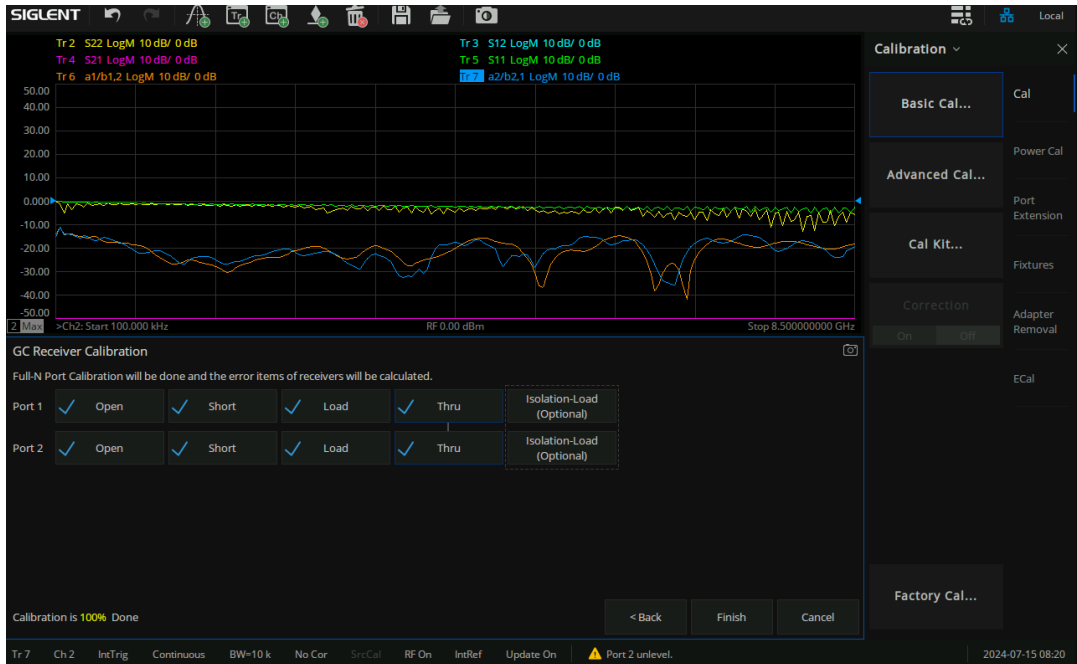 SIGLENT Tr Ch Local
Tr 2 S22 LogM 10 dB/ 0 dB Tr 3 S12 LogM 10 dB/ 0 dB
Tr 4 S21 LogM 10 dB/ 0 dB Tr 5 S11 LogM 10 dB/ 0 dB
Tr 6 a1/b1,2 LogM 10 dB/ 0 dB Tr 7 a2/b2,1 LogM 10 dB/ 0 dB
50.00
40.00
30.00
20.00
10.00
0.000
-10.00
-20.00
-30.00
-40.00
-50.00
2 Max >Ch2: Start 100.000 kHz RF 0.00 dBm Stop 8.500000000 GHz
GC Receiver Calibration
Full-N Port Calibration will be done and the error items of receivers will be calculated.
Port 1 Open Short Load Thru Isolation-Load
(Optional)
Port 2 Open Short Load Thru Isolation-Load
(Optional)
Calibration is 100% Done < Back Finish Cancel
Calibration
Basic Cal...
Advanced Cal...
Cal Kit...
Correction
On Off
Factory Cal...
Cal
Power Cal
Port
Extension
Fixtures
Adapter
Removal
ECal
Tr 7 Ch 2 IntTrig Continuous BW=10 k No Cor SrcCal RF On IntRef Update On Port 2 unlevel. 2024-07-15 08:20